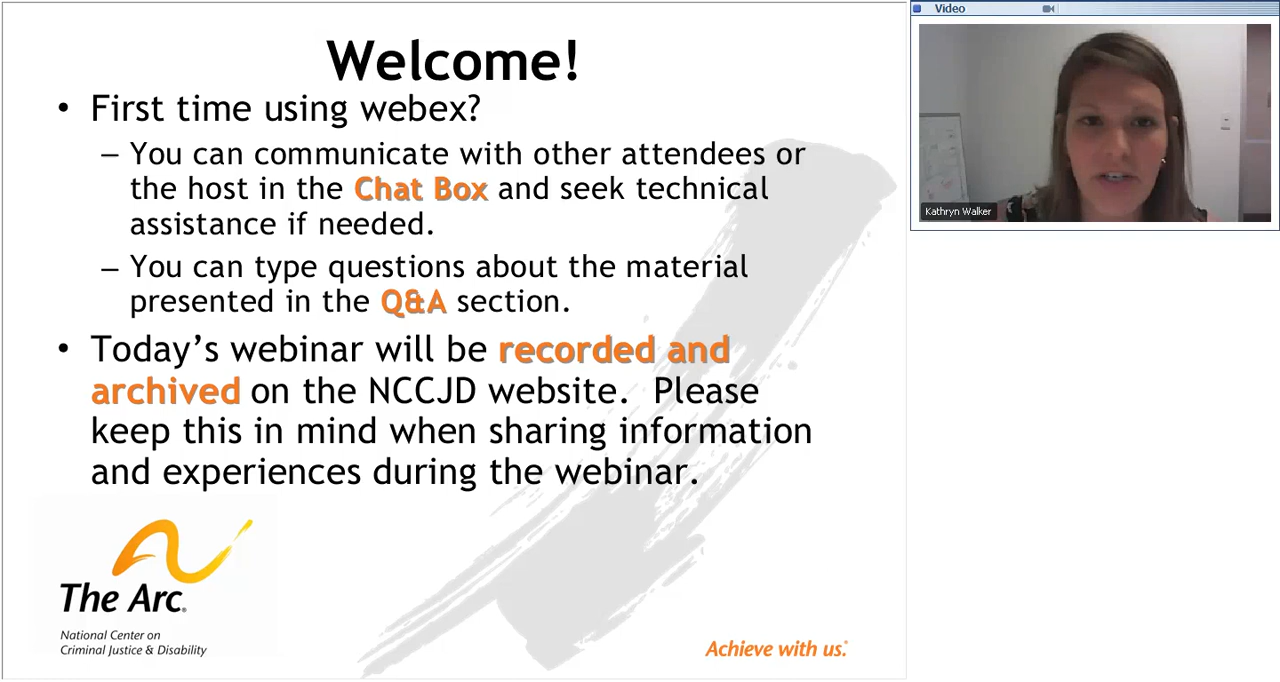 Welcome!
• First time using webex?
– You can communicate with other attendees or
the host in the Chat Box and seek technical
assistance if needed.
– You can type questions about the material
presented in the Q&A section.
• Today’s webinar will be recorded and
archived on the NCCJD website. Please
keep this in mind when sharing information
and experiences during the webinar.
The Arc®
National Center on
Criminal Justice & Disability
Achieve with us.®
Video
Kathryn Walker